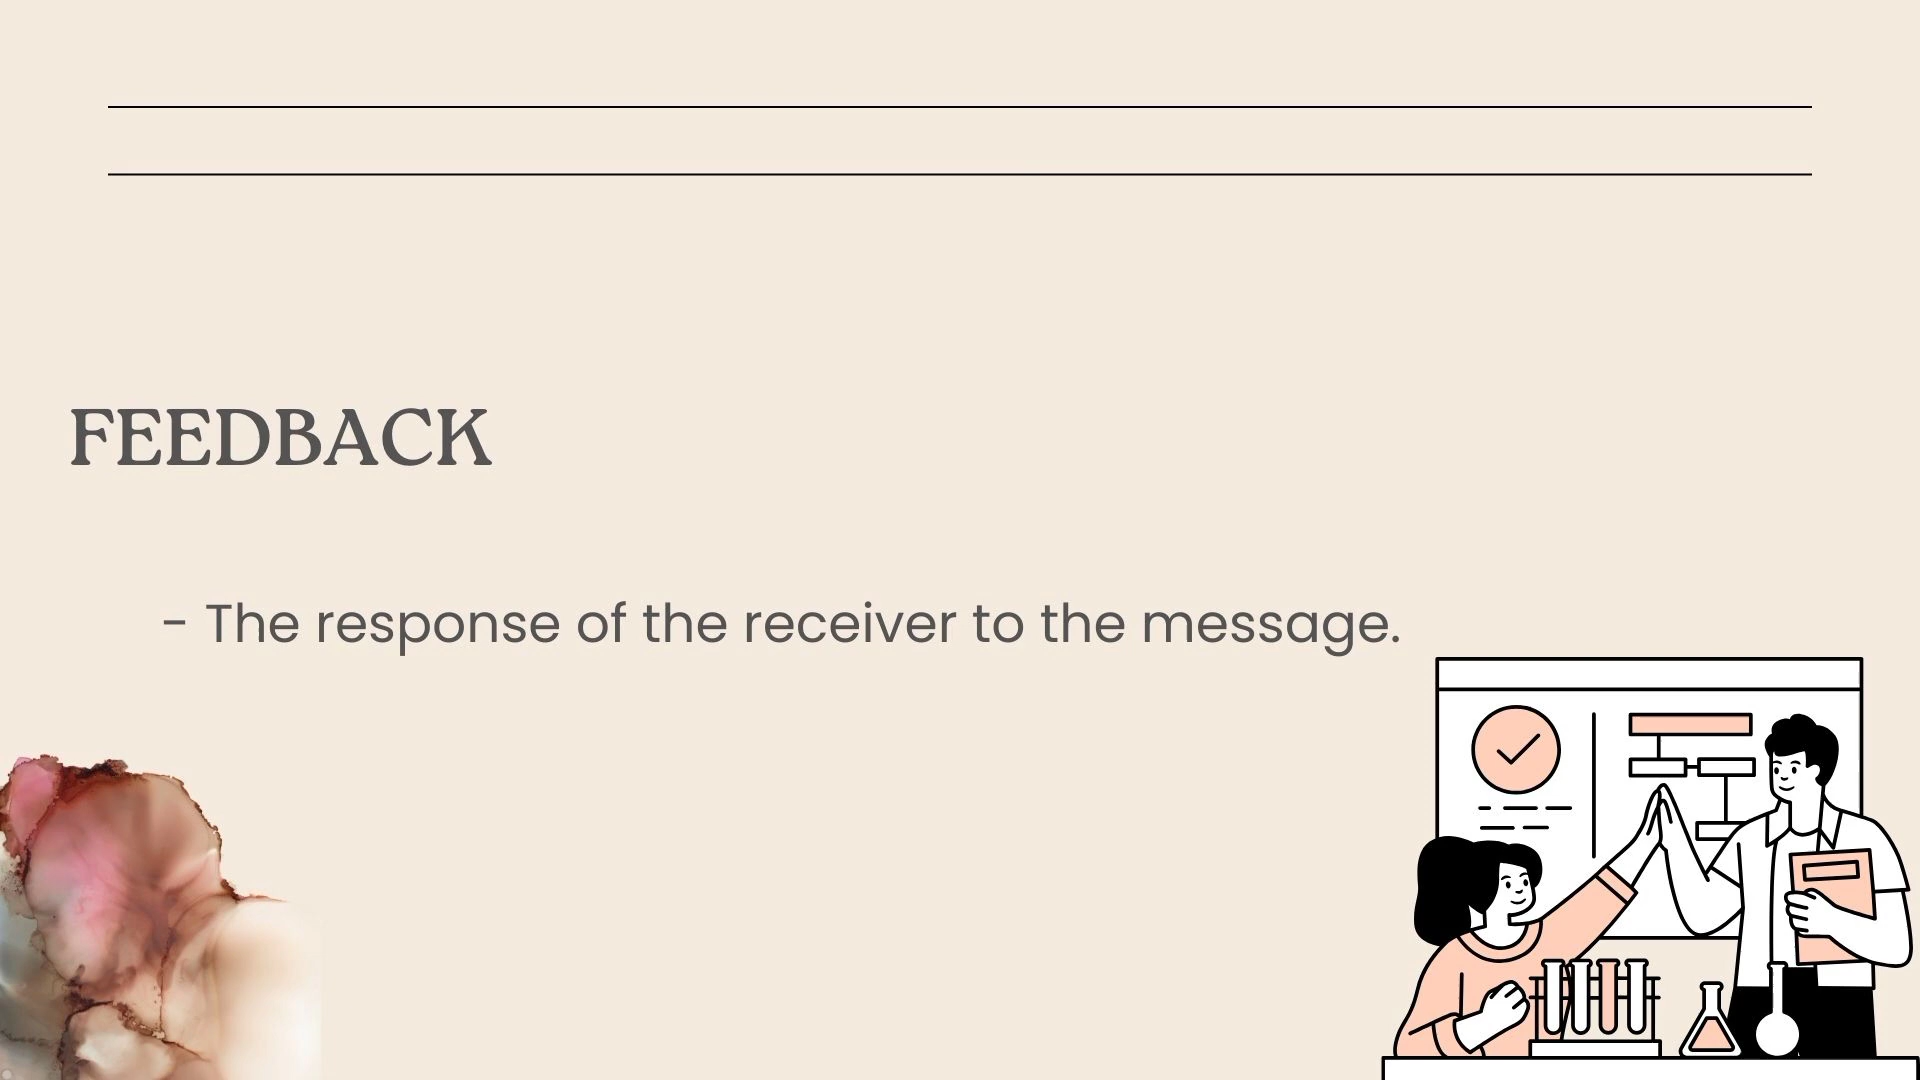 FEEDBACK
- The response of the receiver to the message.